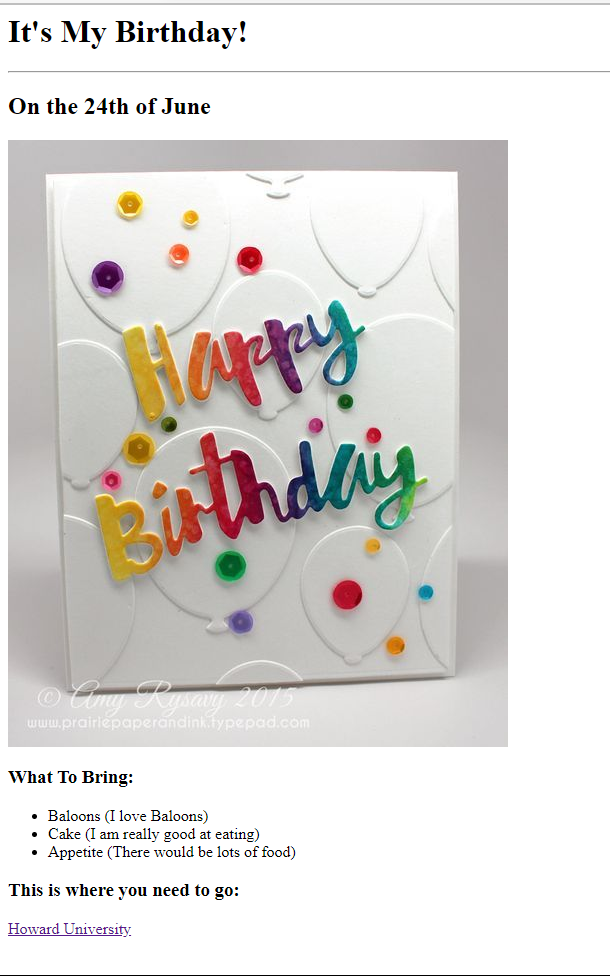 It's My Birthday!
On the 24th of June
Happy
Birthday
© Amy Rysavy 2015
www.prairiepaperandink.typepad.com
What To Bring:
Baloons (I love Baloons)
Cake (I am really good at eating)
Appetite (There would be lots of food)
This is where you need to go:
Howard University